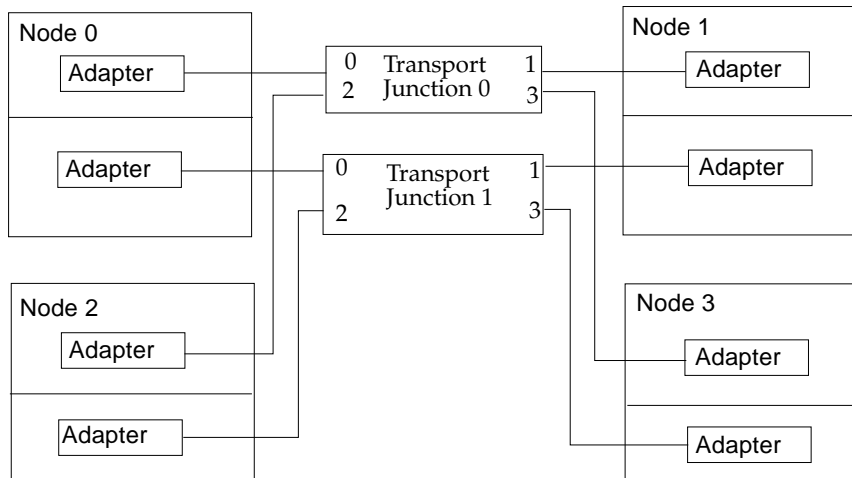 Node 0
Adapter
Adapter
0 Transport 1
2 Junction 0 3
0 Transport 1
Junction 1
2 3
Node 1
Adapter
Adapter
Node 2
Adapter
Adapter
Node 3
Adapter
Adapter